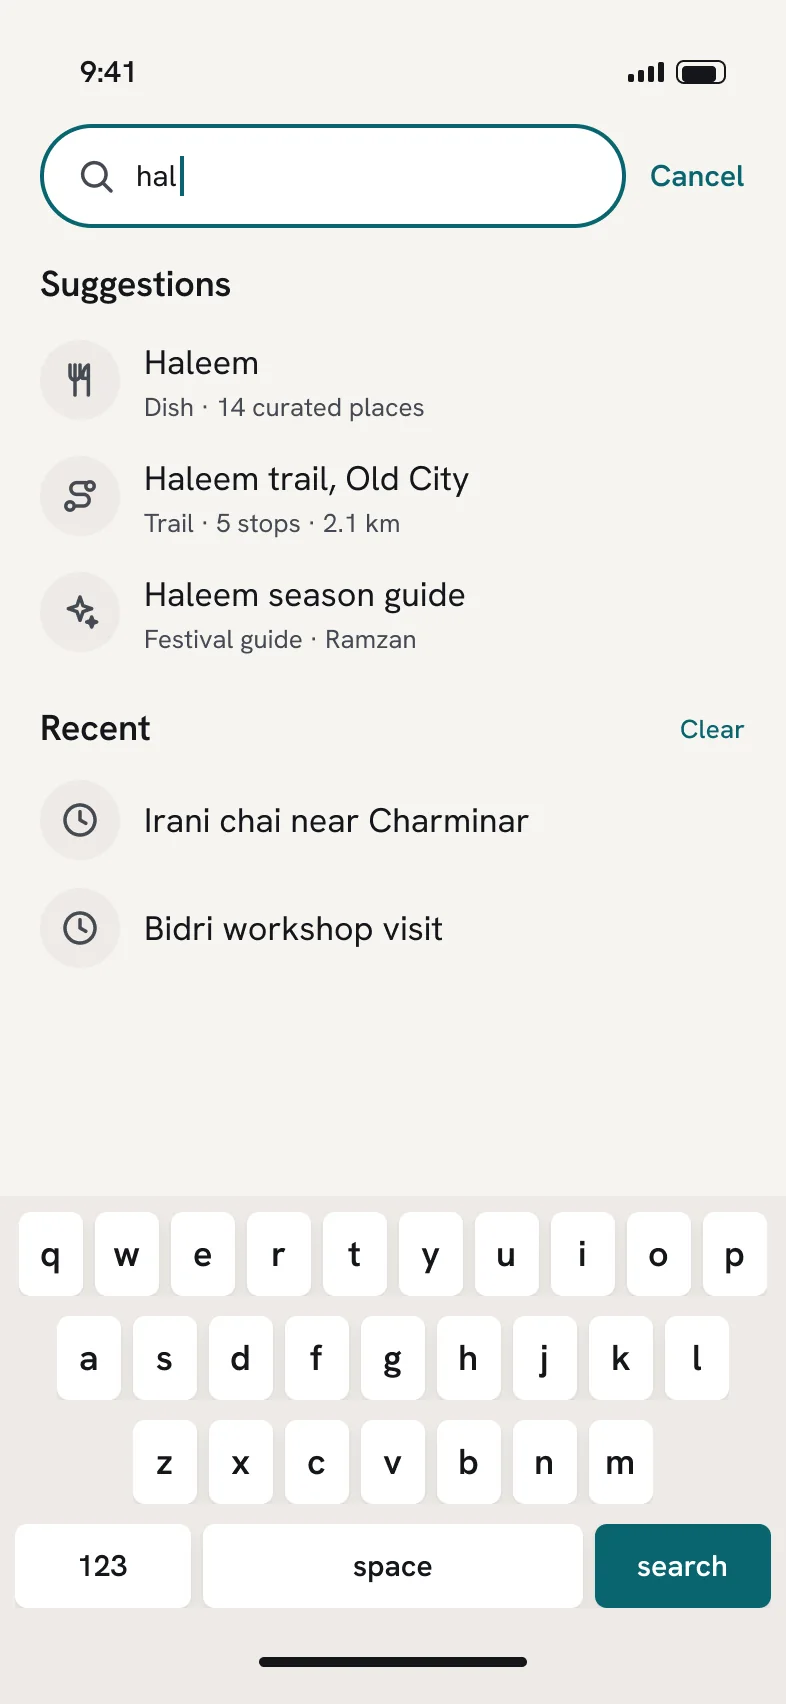 9:41
hal
Cancel
Suggestions
Haleem
Dish · 14 curated places
Haleem trail, Old City
Trail · 5 stops · 2.1 km
Haleem season guide
Festival guide · Ramzan
Recent
Clear
Irani chai near Charminar
Bidri workshop visit
q w e r t y u i o p
a s d f g h j k l
z x c v b n m
123 space search